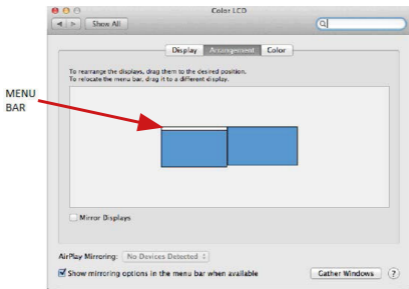 Color LCD
Show All
Display Arrangement Color
To rearrange the displays, drag them to the desired position.
To relocate the menu bar, drag it to a different display.
MENU
BAR
Mirror Displays
AirPlay Mirroring: No Devices Detected
Show mirroring options in the menu bar when available
Gather Windows ?